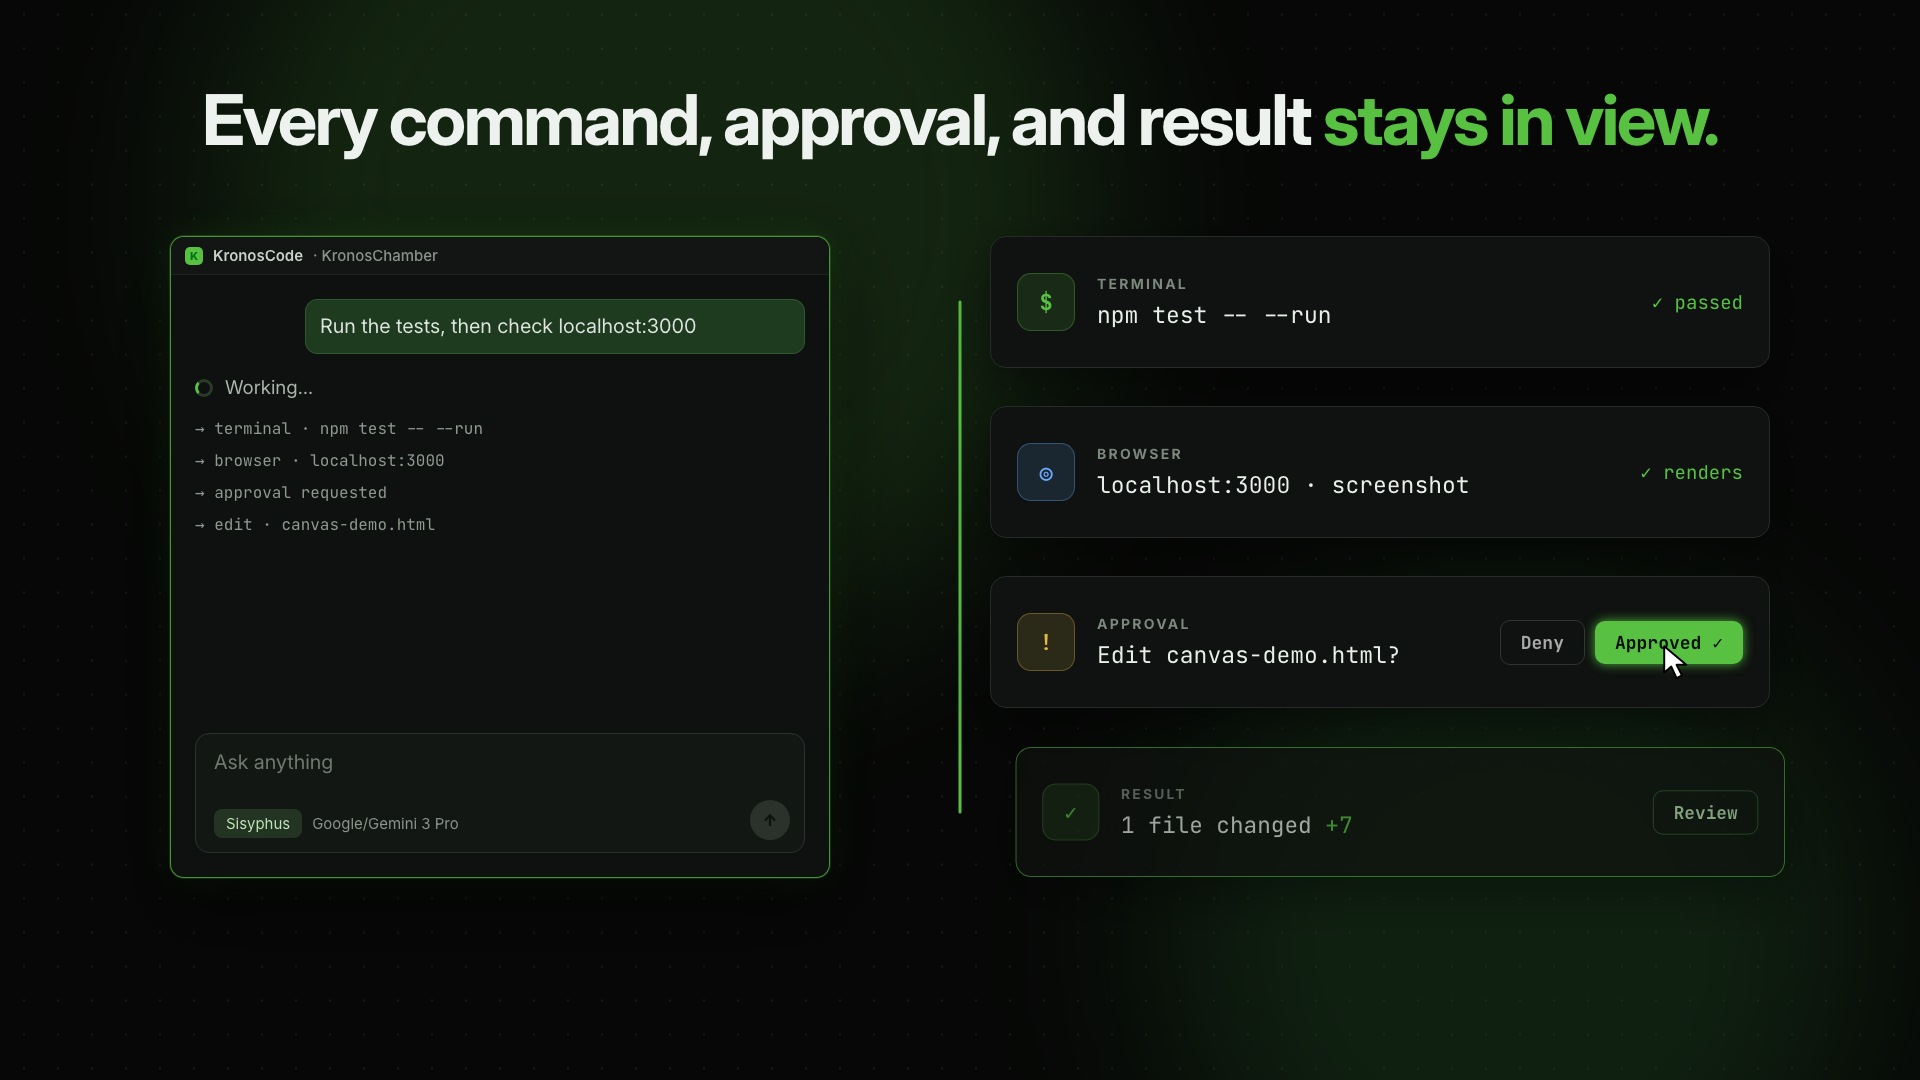 Every command, approval, and result stays in view.
K KronosCode · KronosChamber
Run the tests, then check localhost:3000
Working...
→ terminal · npm test -- --run
→ browser · localhost:3000
→ approval requested
→ edit · canvas-demo.html
Ask anything
Sisyphus Google/Gemini 3 Pro
$ TERMINAL
npm test -- --run
✓ passed
BROWSER
localhost:3000 · screenshot
✓ renders
! APPROVAL
Edit canvas-demo.html?
Deny Approved ✓
✓ RESULT
1 file changed +7
Review